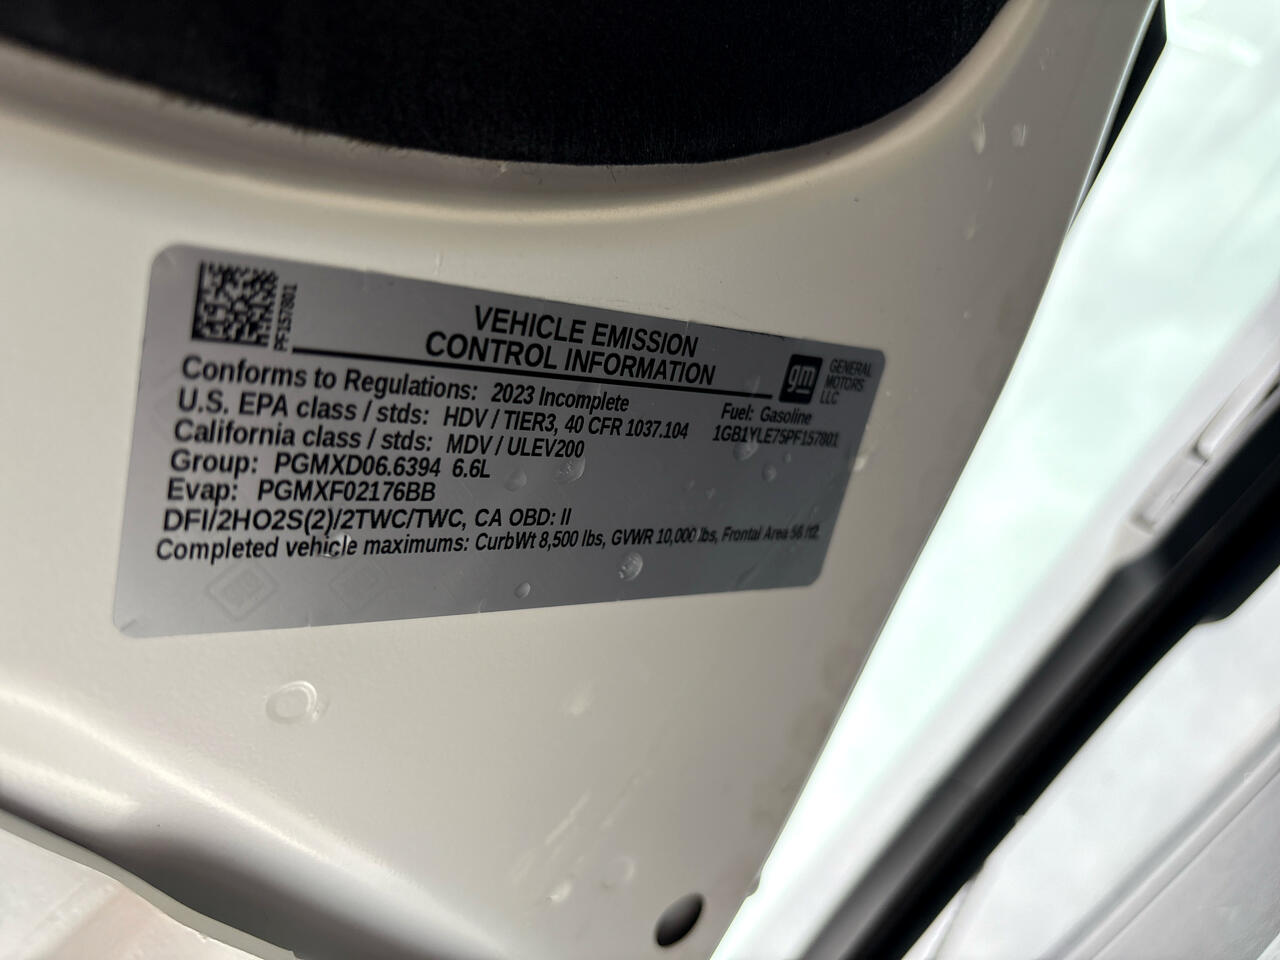 PF157801
VEHICLE EMISSION
CONTROL INFORMATION
gm
GENERAL
MOTORS
LLC
Conforms to Regulations: 2023 Incomplete
Fuel: Gasoline
U.S. EPA class / stds: HDV / TIER3, 40 CFR 1037.104
1GB1YLE75PF157801
California class / stds: MDV / ULEV200
Group: PGMXD06.6394 6.6L
Evap: PGMXF02176BB
DFI/2HO2S(2)/2TWC/TWC, CA OBD: II
Completed vehicle maximums: CurbWt 8,500 lbs, GVWR 10,000 lbs, Frontal Area 56 ft2